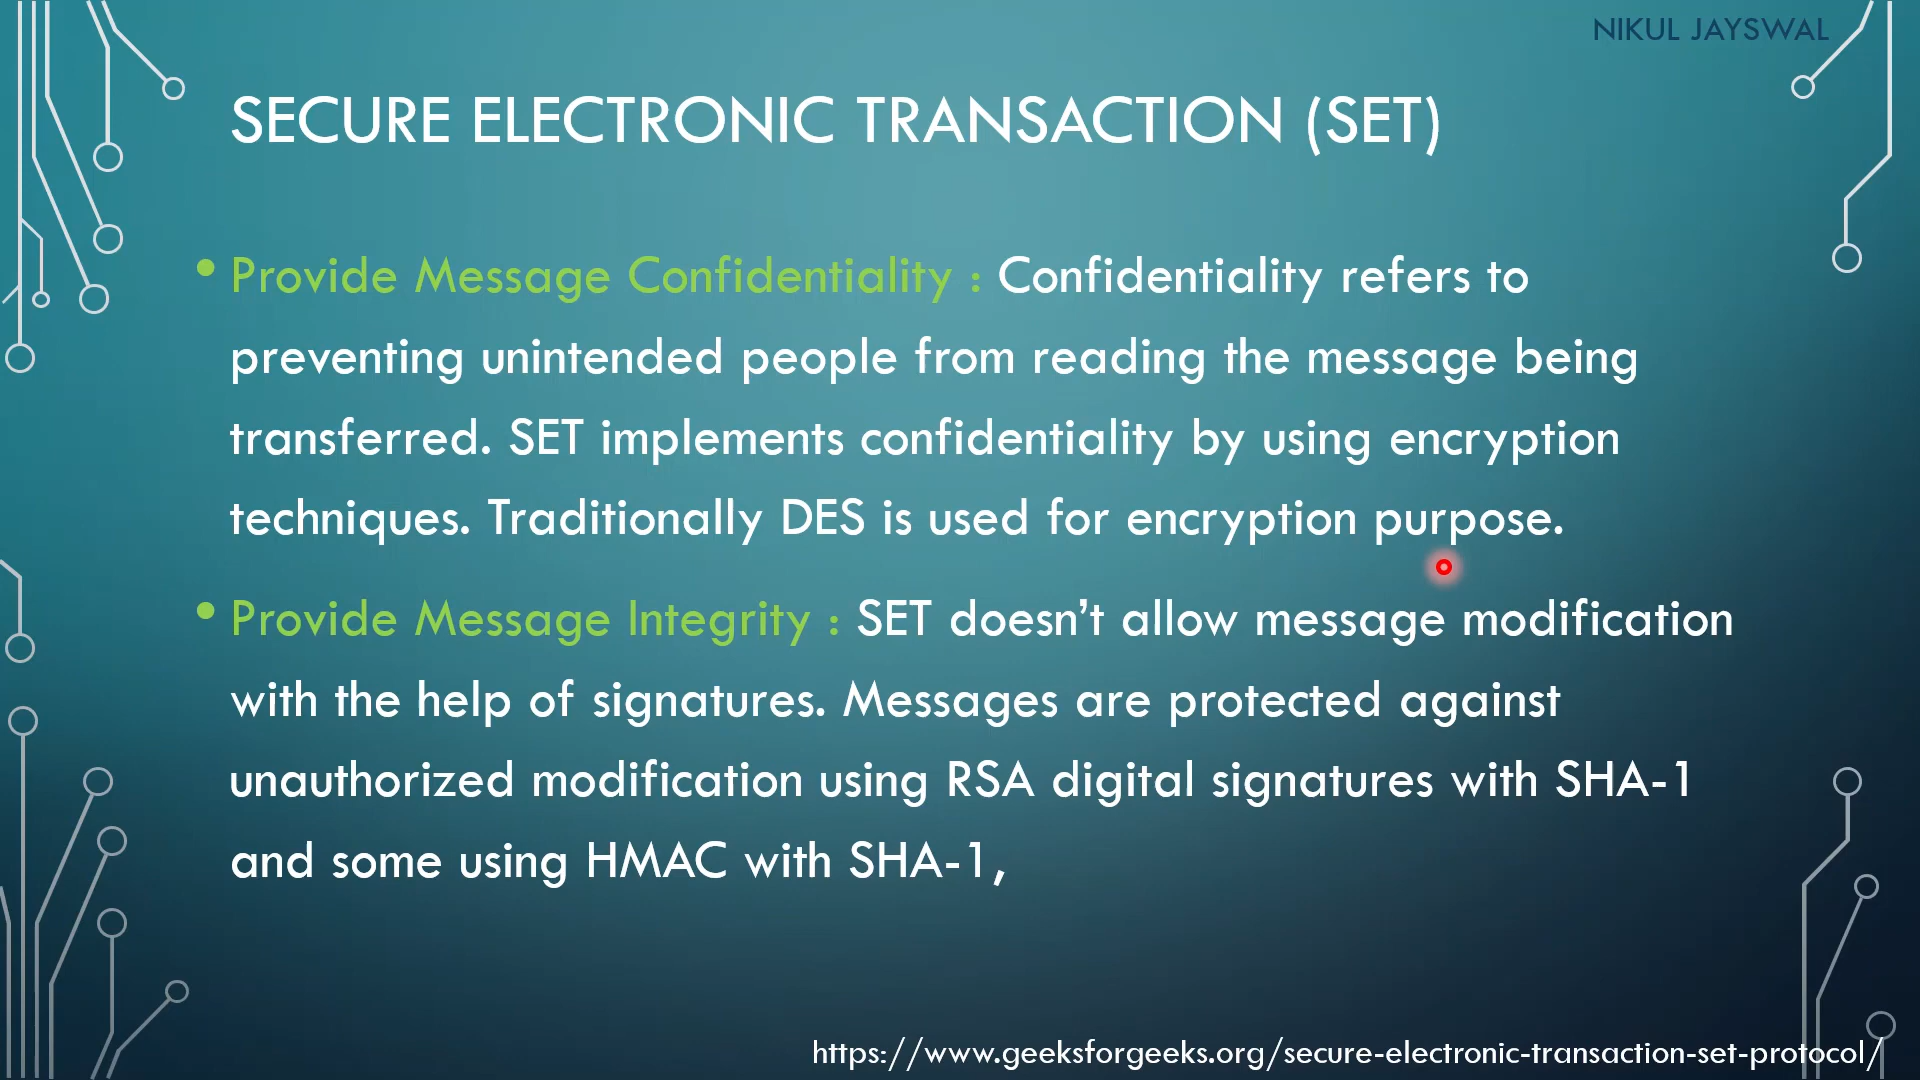 NIKUL JAYSWAL
SECURE ELECTRONIC TRANSACTION (SET)
• Provide Message Confidentiality : Confidentiality refers to
preventing unintended people from reading the message being
transferred. SET implements confidentiality by using encryption
techniques. Traditionally DES is used for encryption purpose.
• Provide Message Integrity : SET doesn’t allow message modification
with the help of signatures. Messages are protected against
unauthorized modification using RSA digital signatures with SHA-1
and some using HMAC with SHA-1,
https://www.geeksforgeeks.org/secure-electronic-transaction-set-protocol/